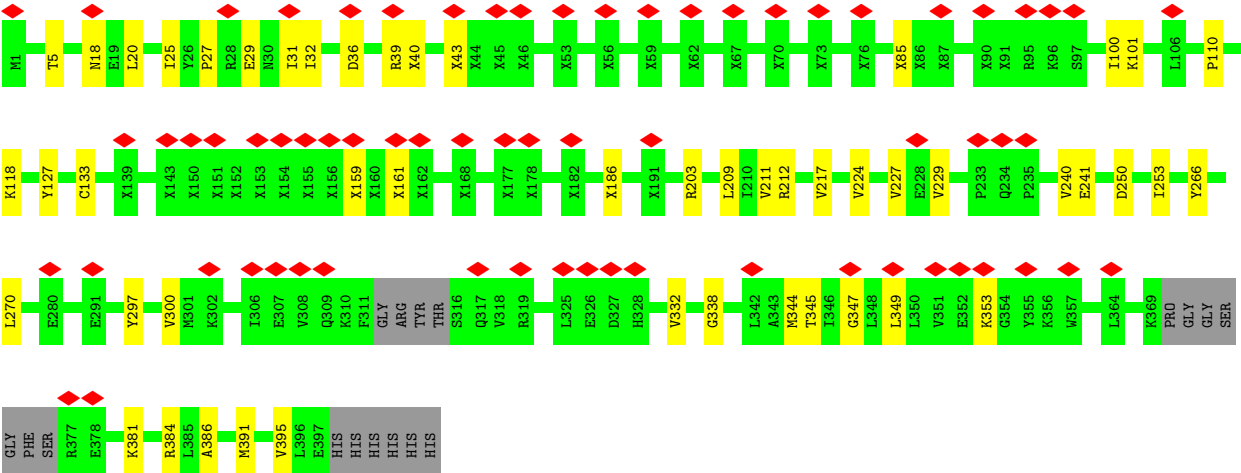 M1 T5 N18 E19 L20 I25 Y26 P27 R28 E29 N30 I31 I32 D36 R39 X40 X43 X44 X45 X46 X53 X56 X59 X62 X67 X70 X73 X76 X85 X86 X87 X90 X91 R95 K96 S97 I100 K101 L106 P110
K118 Y127 C133 X139 X143 X150 X151 X152 X153 X154 X155 X156 X159 X160 X161 X162 X168 X177 X178 X182 X186 X191 R203 L209 I210 V211 R212 V217 V224 V227 E228 V229 P233 Q234 P235 V240 E241 D250 I253 Y266
L270 E280 E291 Y297 V300 M301 K302 I306 E307 V308 Q309 K310 F311 GLY ARG TYR THR S316 Q317 V318 R319 L325 E326 D327 H328 V332 G338 L342 A343 M344 T345 I346 G347 L348 L349 L350 V351 E352 K353 G354 Y355 K356 W357 L364 K369 PRO GLY GLY SER
GLY PHE SER R377 E378 K381 R384 L385 A386 M391 V395 L396 E397 HIS HIS HIS HIS HIS HIS